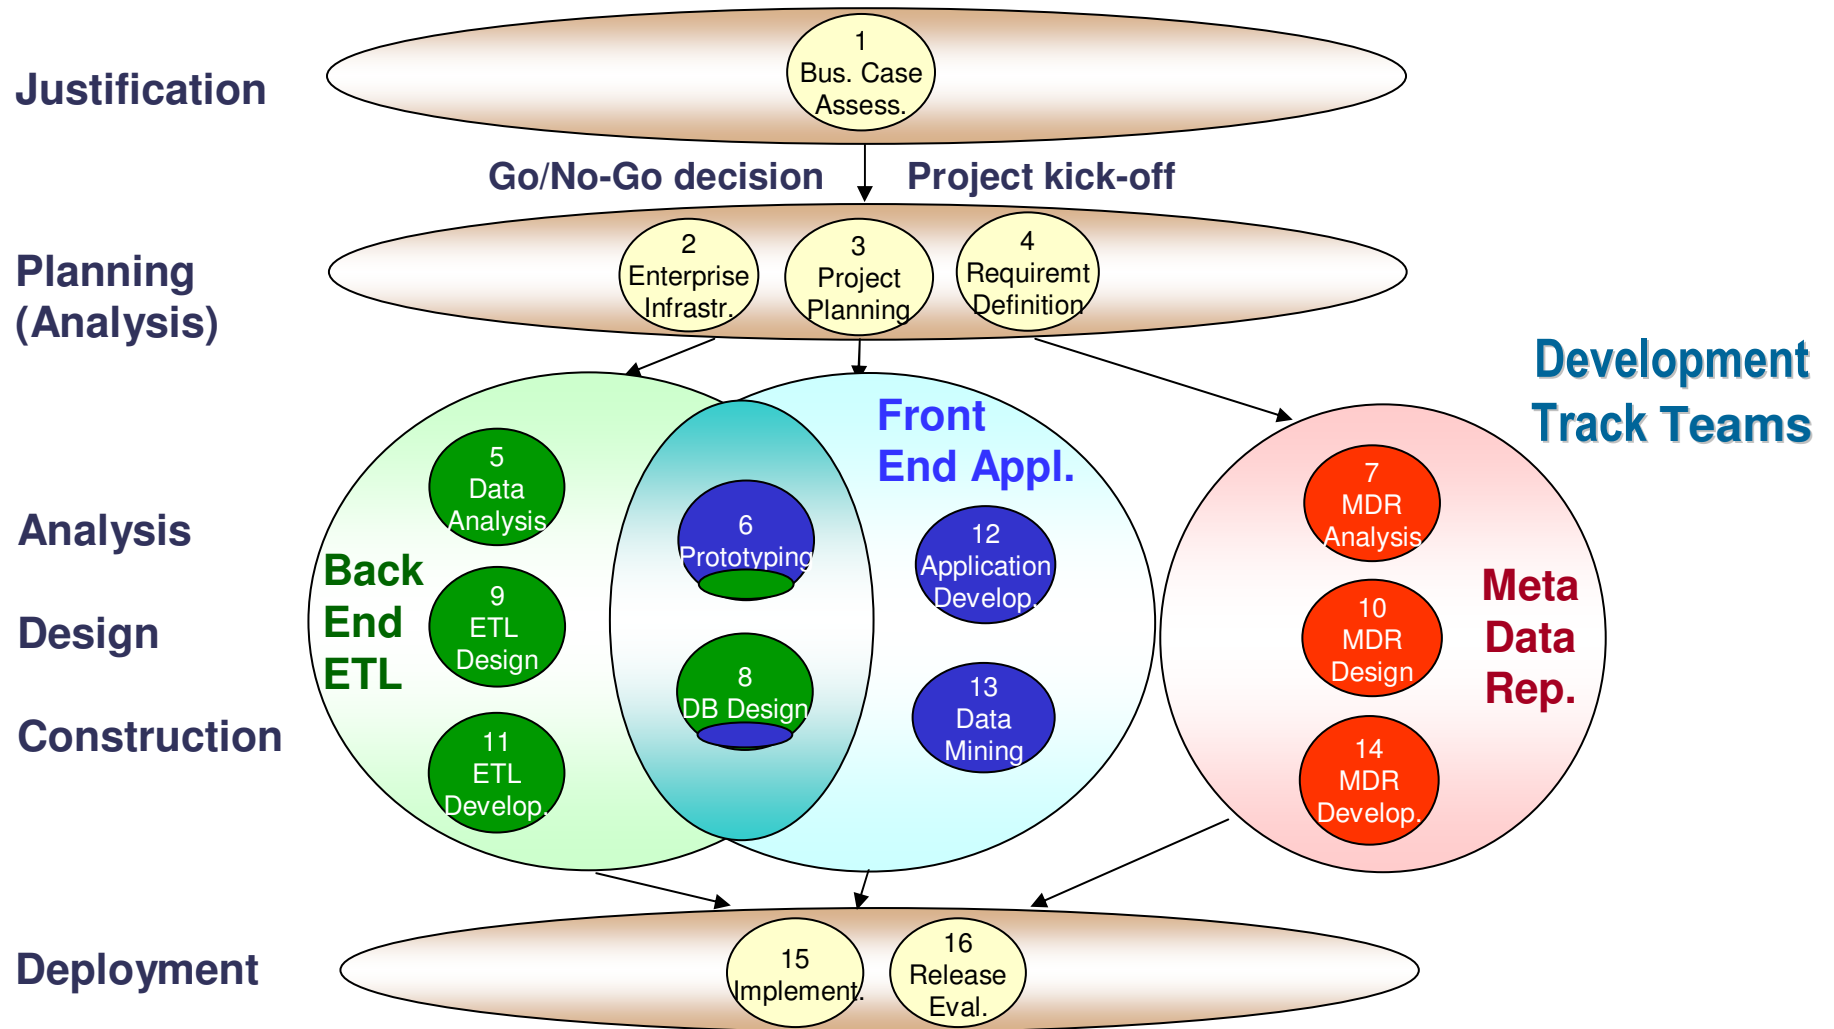 Justification
1
Bus. Case
Assess.
Go/No-Go decision
Project kick-off
Planning
(Analysis)
2
Enterprise
Infrastr.
3
Project
Planning
4
Requiremt
Definition
Development
Track Teams
Front
End Appl.
Analysis
Design
Construction
Back
End
ETL
5
Data
Analysis
9
ETL
Design
11
ETL
Develop.
6
Prototyping
8
DB Design
12
Application
Develop.
13
Data
Mining
7
MDR
Analysis
10
MDR
Design
14
MDR
Develop.
Meta
Data
Rep.
Deployment
15
Implement.
16
Release
Eval.